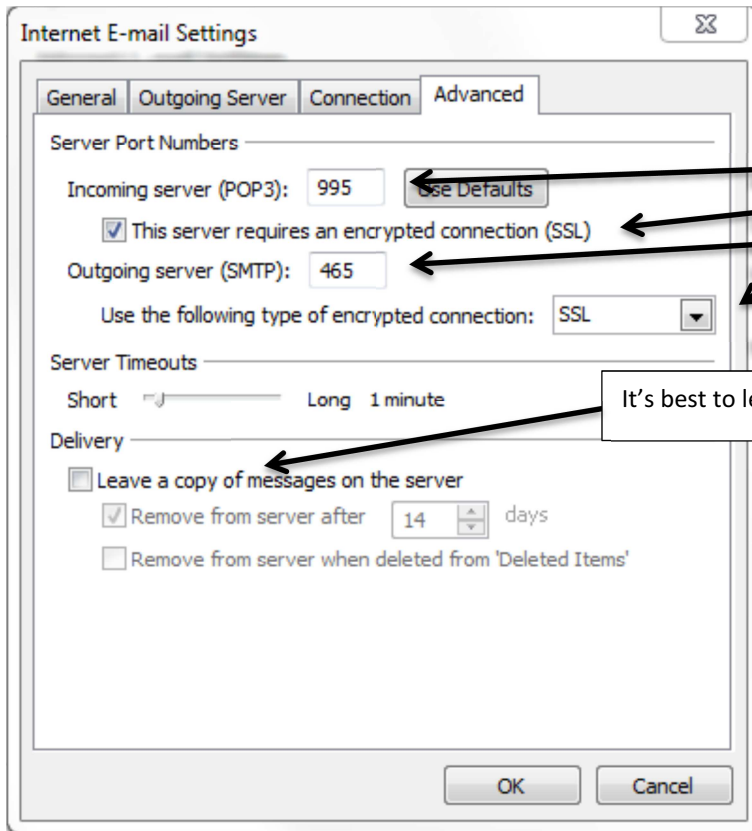 Internet E-mail Settings
General Outgoing Server Connection Advanced
Server Port Numbers
Incoming server (POP3): 995 Use Defaults
This server requires an encrypted connection (SSL)
Outgoing server (SMTP): 465
Use the following type of encrypted connection: SSL
Server Timeouts
Short Long 1 minute
It's best to
Delivery
Leave a copy of messages on the server
Remove from server after 14 days
Remove from server when deleted from 'Deleted Items'
OK Cancel